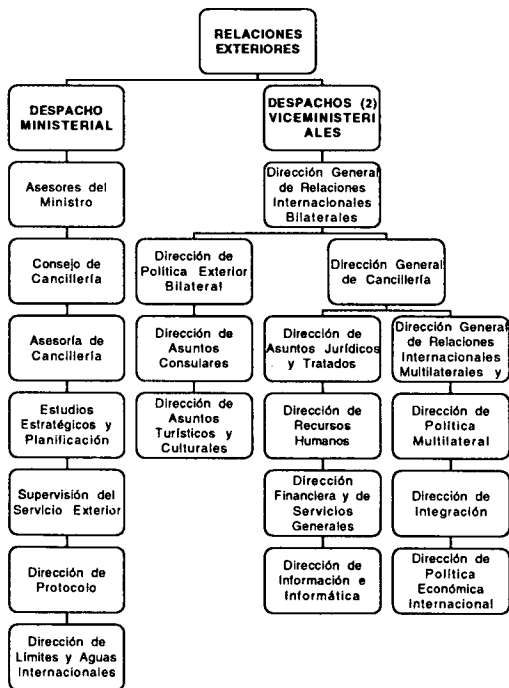 RELACIONES
EXTERIORES
DESPACHO
MINISTERIAL
DESPACHOS (2)
VICEMINISTERI
ALES
Asesores del
Ministro
Dirección General
de Relaciones
Internacionales
Bilaterales
Consejo de
Cancillería
Dirección de
Política Exterior
Bilateral
Dirección General
de Cancillería
Asesoría de
Cancillería
Dirección de
Asuntos
Consulares
Dirección de
Asuntos Jurídicos
y Tratados
Dirección General
de Relaciones
Internacionales
Multilaterales y
Estudios
Estratégicos y
Planificación
Dirección de
Asuntos
Turísticos y
Culturales
Dirección de
Recursos
Humanos
Dirección de
Política
Multilateral
Supervisión del
Servicio Exterior
Dirección
Financiera y de
Servicios
Generales
Dirección de
Integración
Dirección de
Protocolo
Dirección de
Información e
Informática
Dirección de
Política
Económica
Internacional
Dirección de
Límites y Aguas
Internacionales